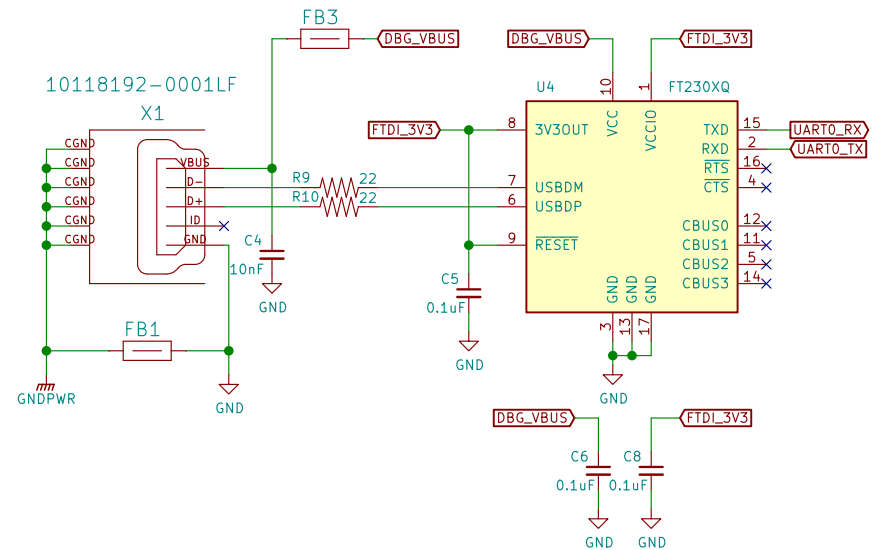 FB3
DBG_VBUS
DBG_VBUS
FTDI_3V3
10118192-0001LF
X1
U4
FT230XQ
10
1
VCC
VCCIO
CGND
CGND
CGND
CGND
CGND
CGND
VBUS
D-
D+
ID
GND
FTDI_3V3
8
3V3OUT
TXD
15
UART0_RX
RXD
2
UART0_TX
RTS
16
R9
22
7
USBDM
CTS
4
R10
22
6
USBDP
CBUS0
12
C4
10nF
GND
9
RESET
CBUS1
11
CBUS2
5
CBUS3
14
C5
0.1uF
GND
GND
GND
GND
3
13
17
FB1
GNDPWR
GND
GND
DBG_VBUS
FTDI_3V3
C6
0.1uF
C8
0.1uF
GND
GND